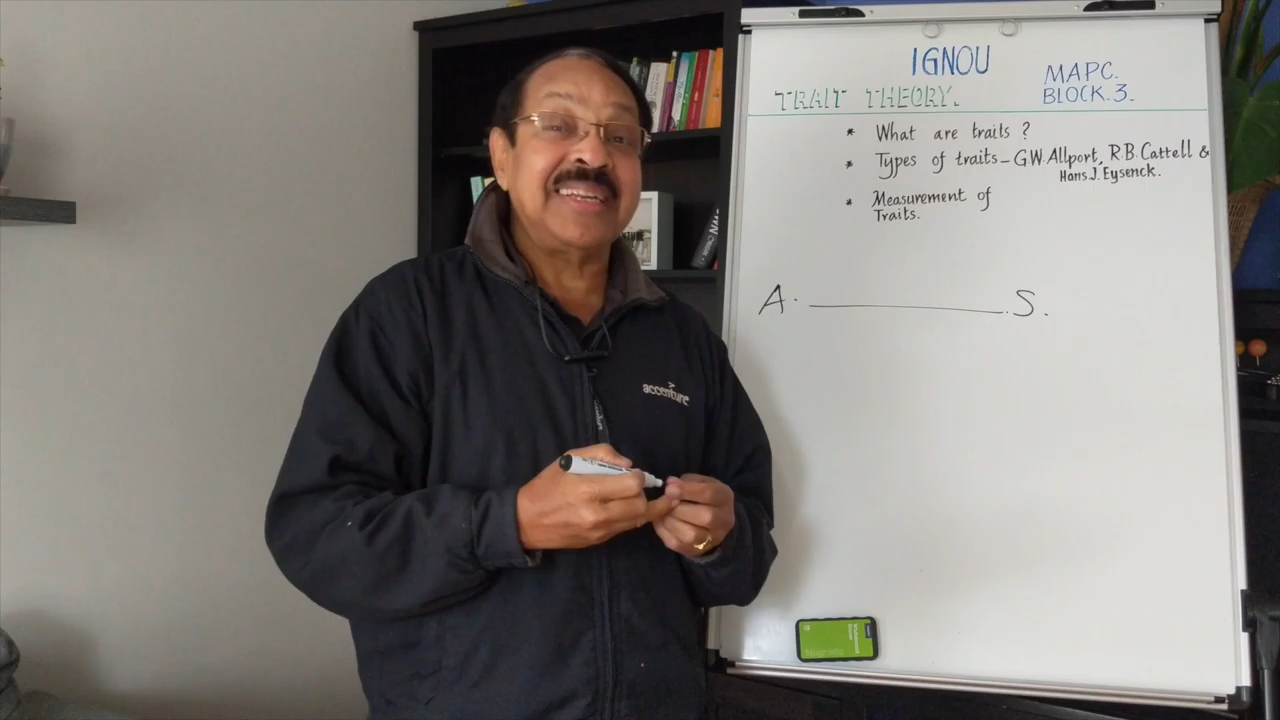 IGNOU
MAPC.
BLOCK.3.
TRAIT THEORY.
* What are traits ?
* Types of traits – G.W. Allport, R.B. Cattell &
Hans.J. Eysenck.
* Measurement of
Traits.
A. S.
accenture